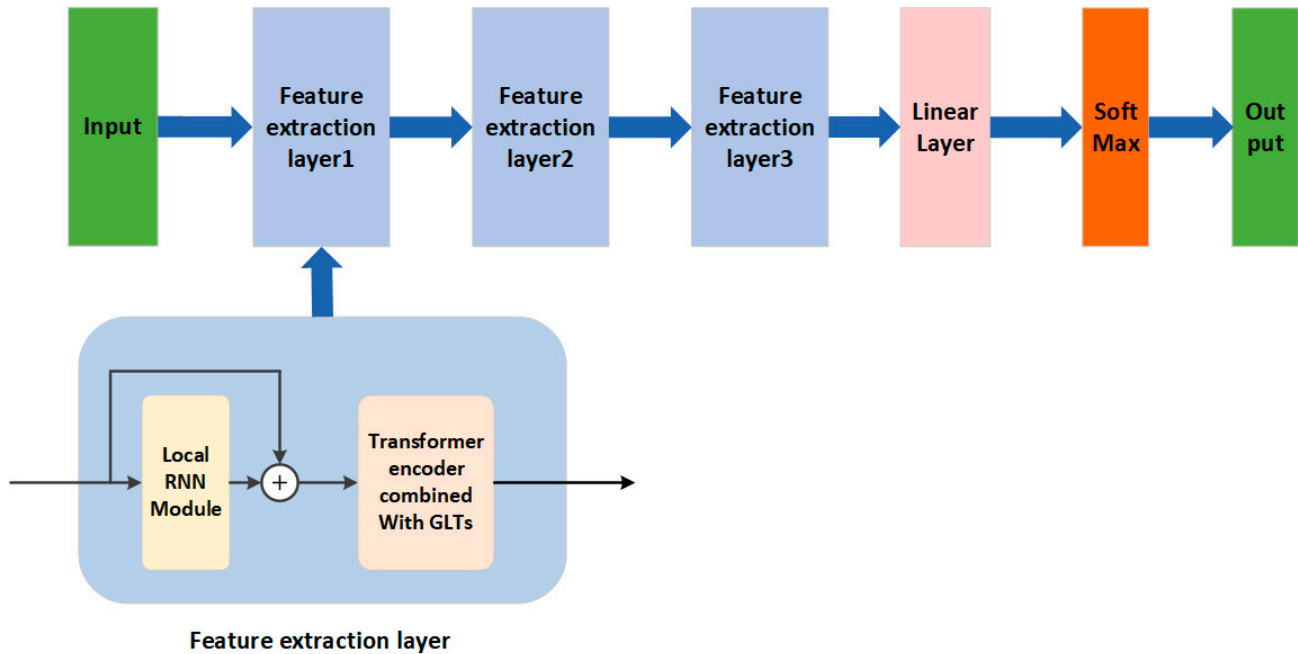 Input
Feature
extraction
layer1
Feature
extraction
layer2
Feature
extraction
layer3
Linear
Layer
Soft
Max
Out
put
Local
RNN
Module
+
Transformer
encoder
combined
With GLTs
Feature extraction layer